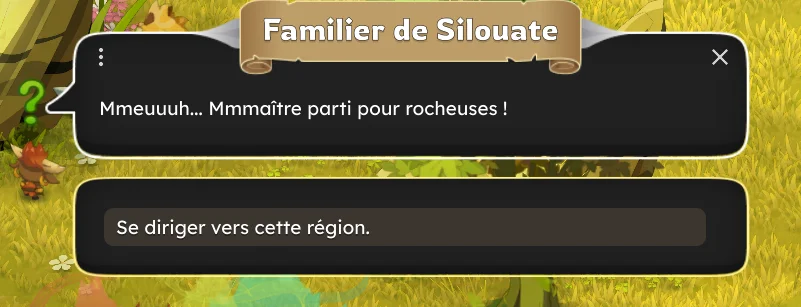 Familier de Silouate
Mmeuuuh... Mmmaître parti pour rocheuses !
Se diriger vers cette région.